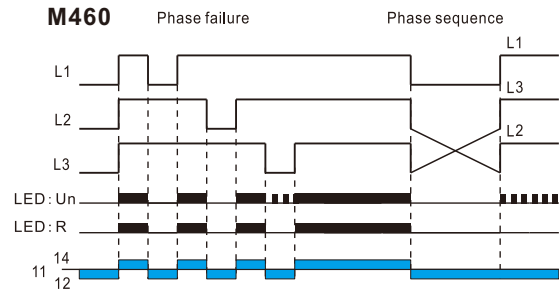 M460 Phase failure Phase sequence
L1 L1
L3
L2 L2
L3
LED: Un
LED: R
14
11
12